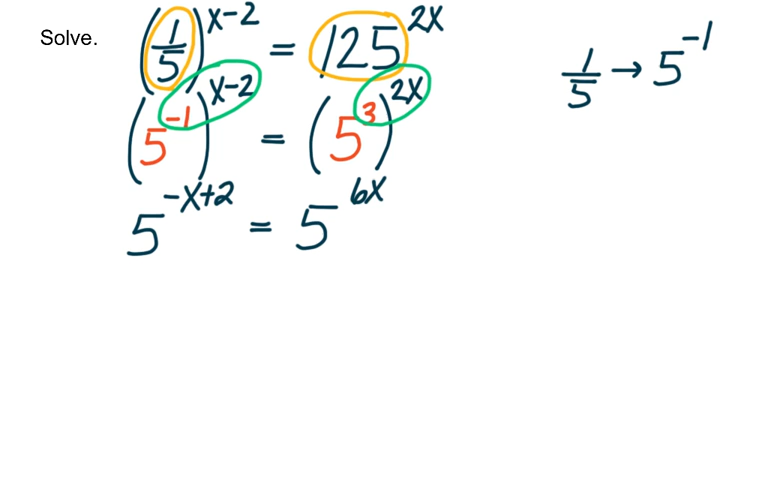 Solve. (1/5)^(x-2) = 125^(2x)
1/5 → 5^(-1)
(5^(-1))^(x-2) = (5^3)^(2x)
5^(-x+2) = 5^(6x)